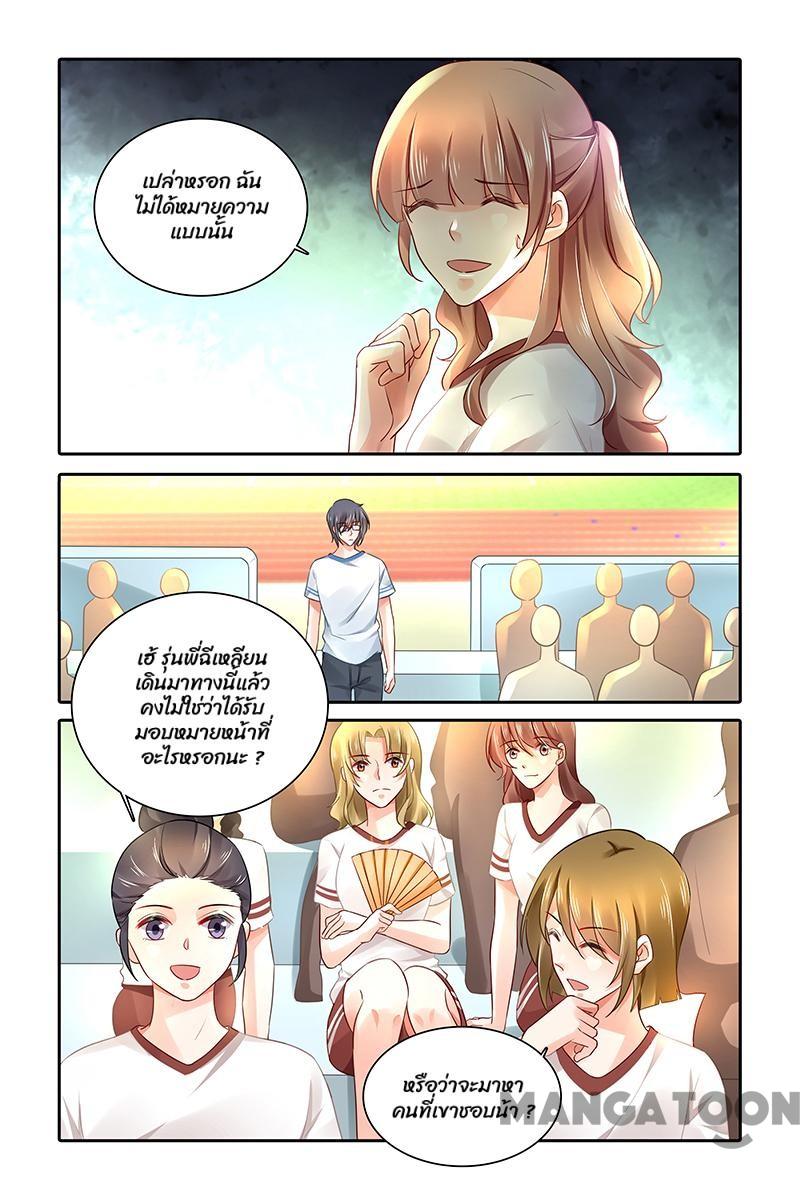 เปล่าหรอก ฉัน
ไม่ได้หมายความ
แบบนั้น
เฮ้ รุ่นพี่ฉีเหลียน
เดินมาทางนี้แล้ว
คงไม่ใช่ว่าได้รับ
มอบหมายหน้าที่
อะไรหรอกนะ ?
หรือว่าจะมาหา
คนที่เขาชอบน้า ?
MANGATOON